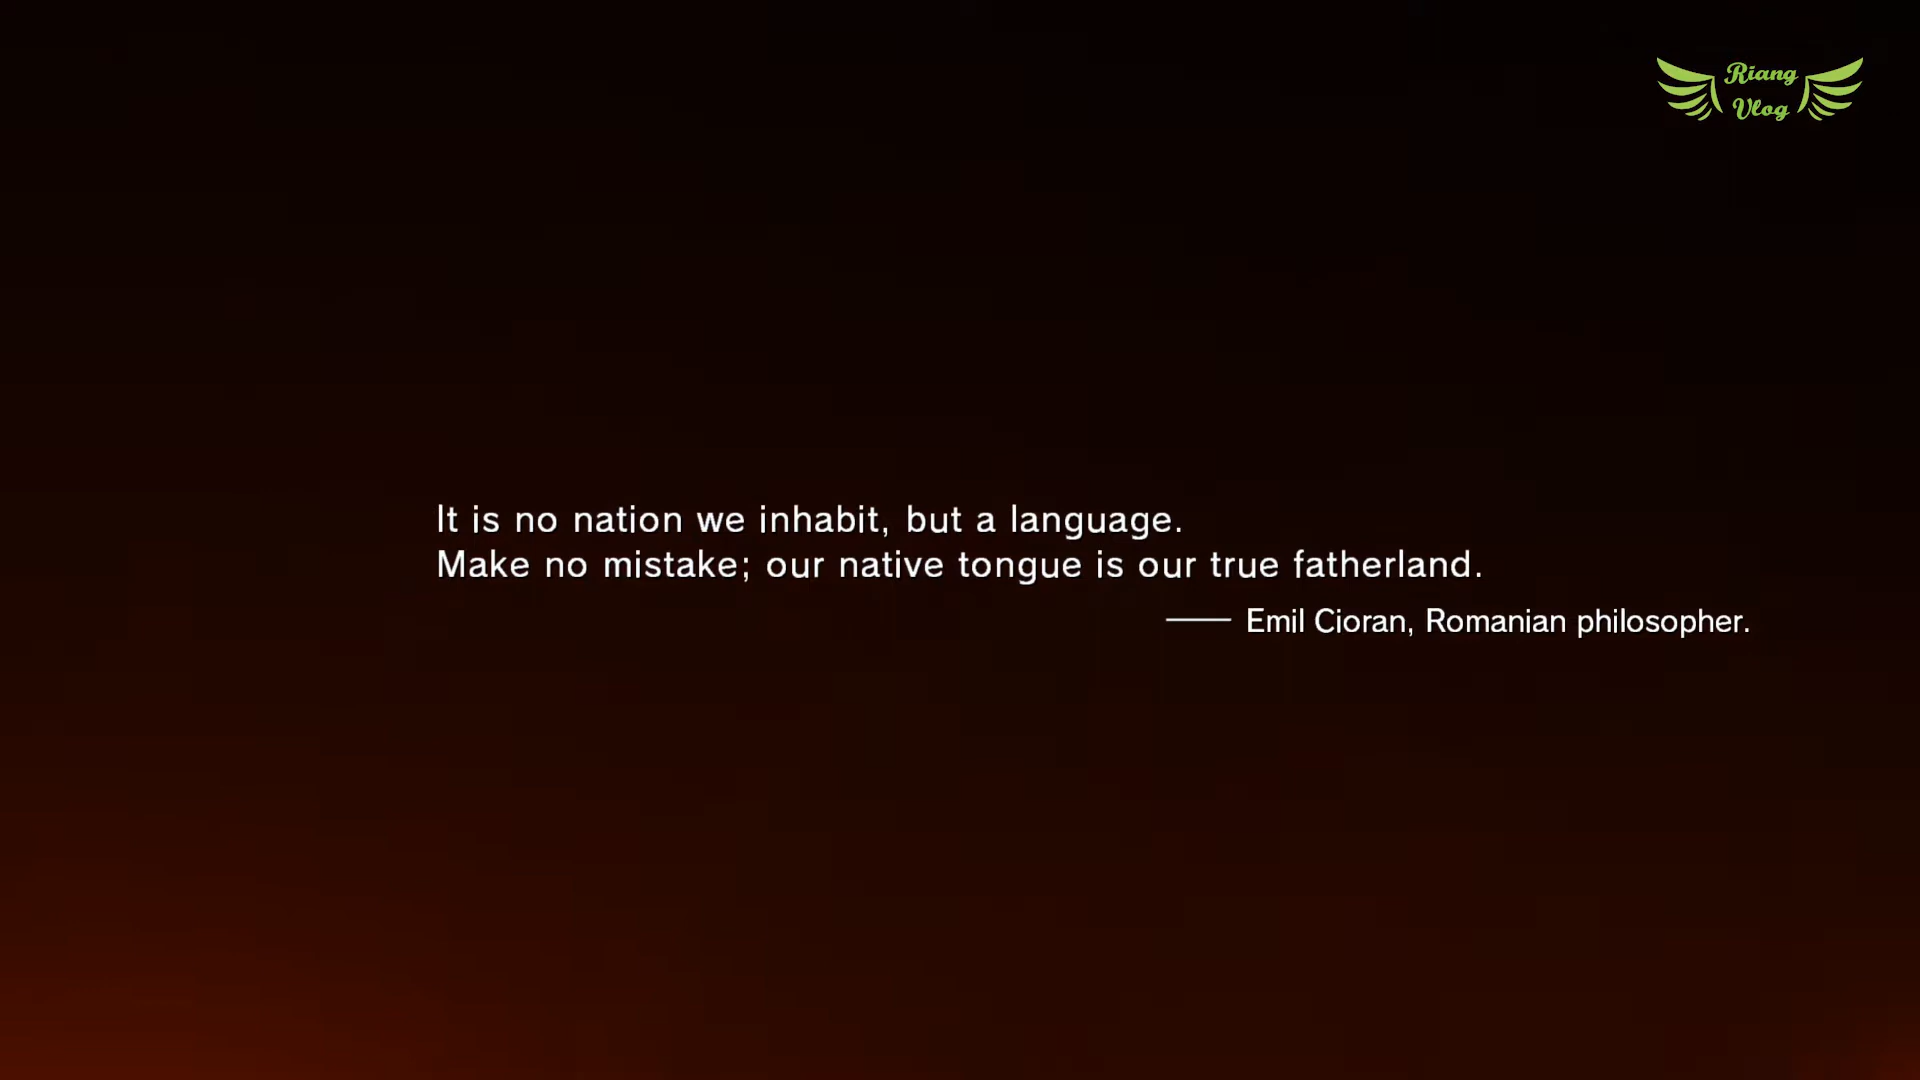 Riang
Vlog
It is no nation we inhabit, but a language.
Make no mistake; our native tongue is our true fatherland.
—— Emil Cioran, Romanian philosopher.